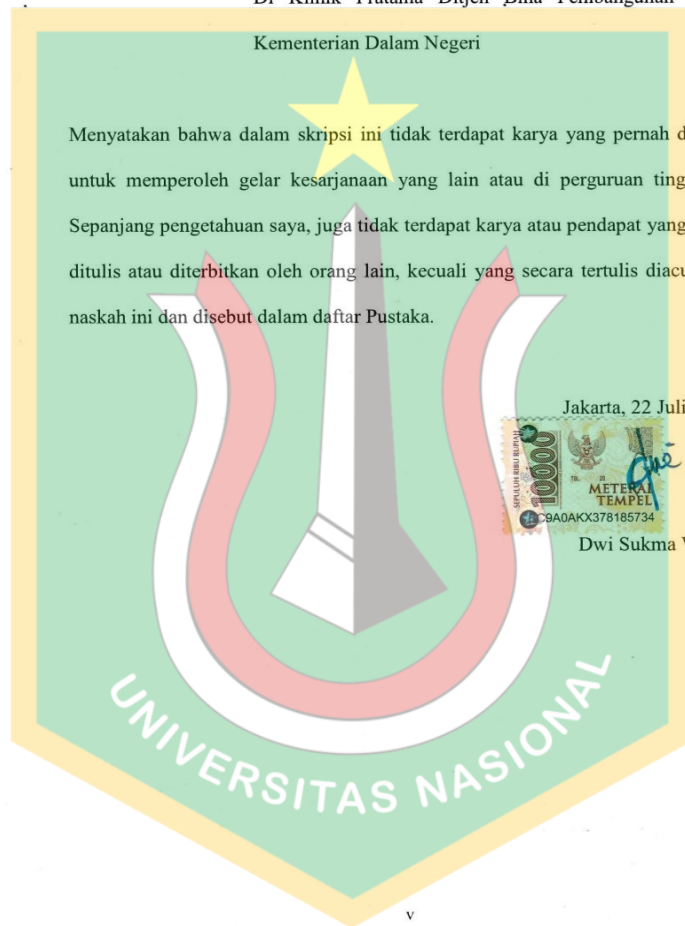 Di Klinik Pratama Ditjen Bina Pembangunan
Kementerian Dalam Negeri
Menyatakan bahwa dalam skripsi ini tidak terdapat karya yang pernah d
untuk memperoleh gelar kesarjanaan yang lain atau di perguruan ting
Sepanjang pengetahuan saya, juga tidak terdapat karya atau pendapat yang
ditulis atau diterbitkan oleh orang lain, kecuali yang secara tertulis diacu
naskah ini dan disebut dalam daftar Pustaka.
Jakarta, 22 Juli
SEPULUH RIBU RUPIAH
10000
METERAI
TEMPEL
C9A0AKX378185734
Dwi Sukma
UNIVERSITAS NASIONAL
v